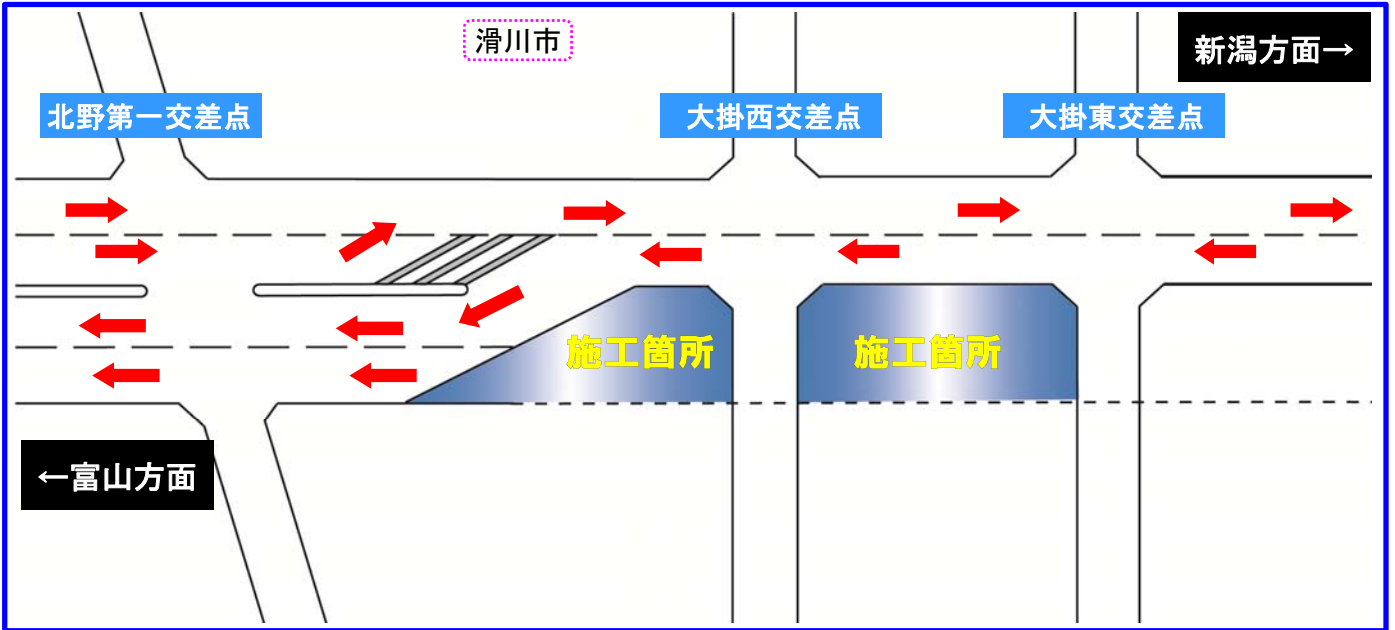 滑川市
新潟方面→
北野第一交差点
大掛西交差点
大掛東交差点
施工箇所
施工箇所
←富山方面